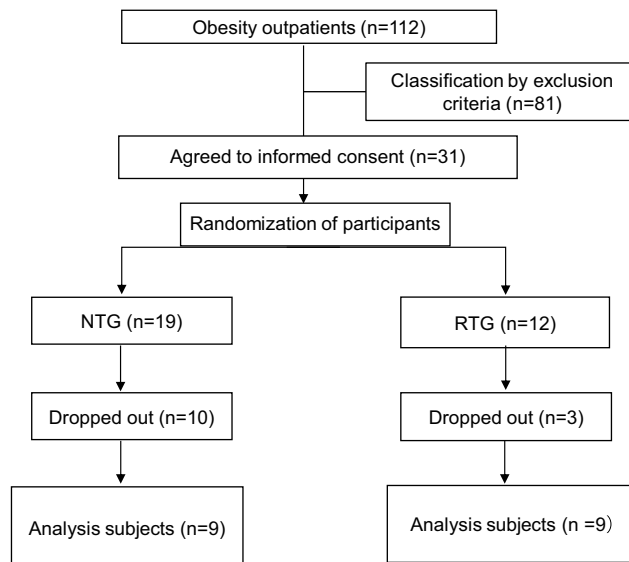 Obesity outpatients (n=112)
Classification by exclusion
criteria (n=81)
Agreed to informed consent (n=31)
Randomization of participants
NTG (n=19)
RTG (n=12)
Dropped out (n=10)
Dropped out (n=3)
Analysis subjects (n=9)
Analysis subjects (n =9）